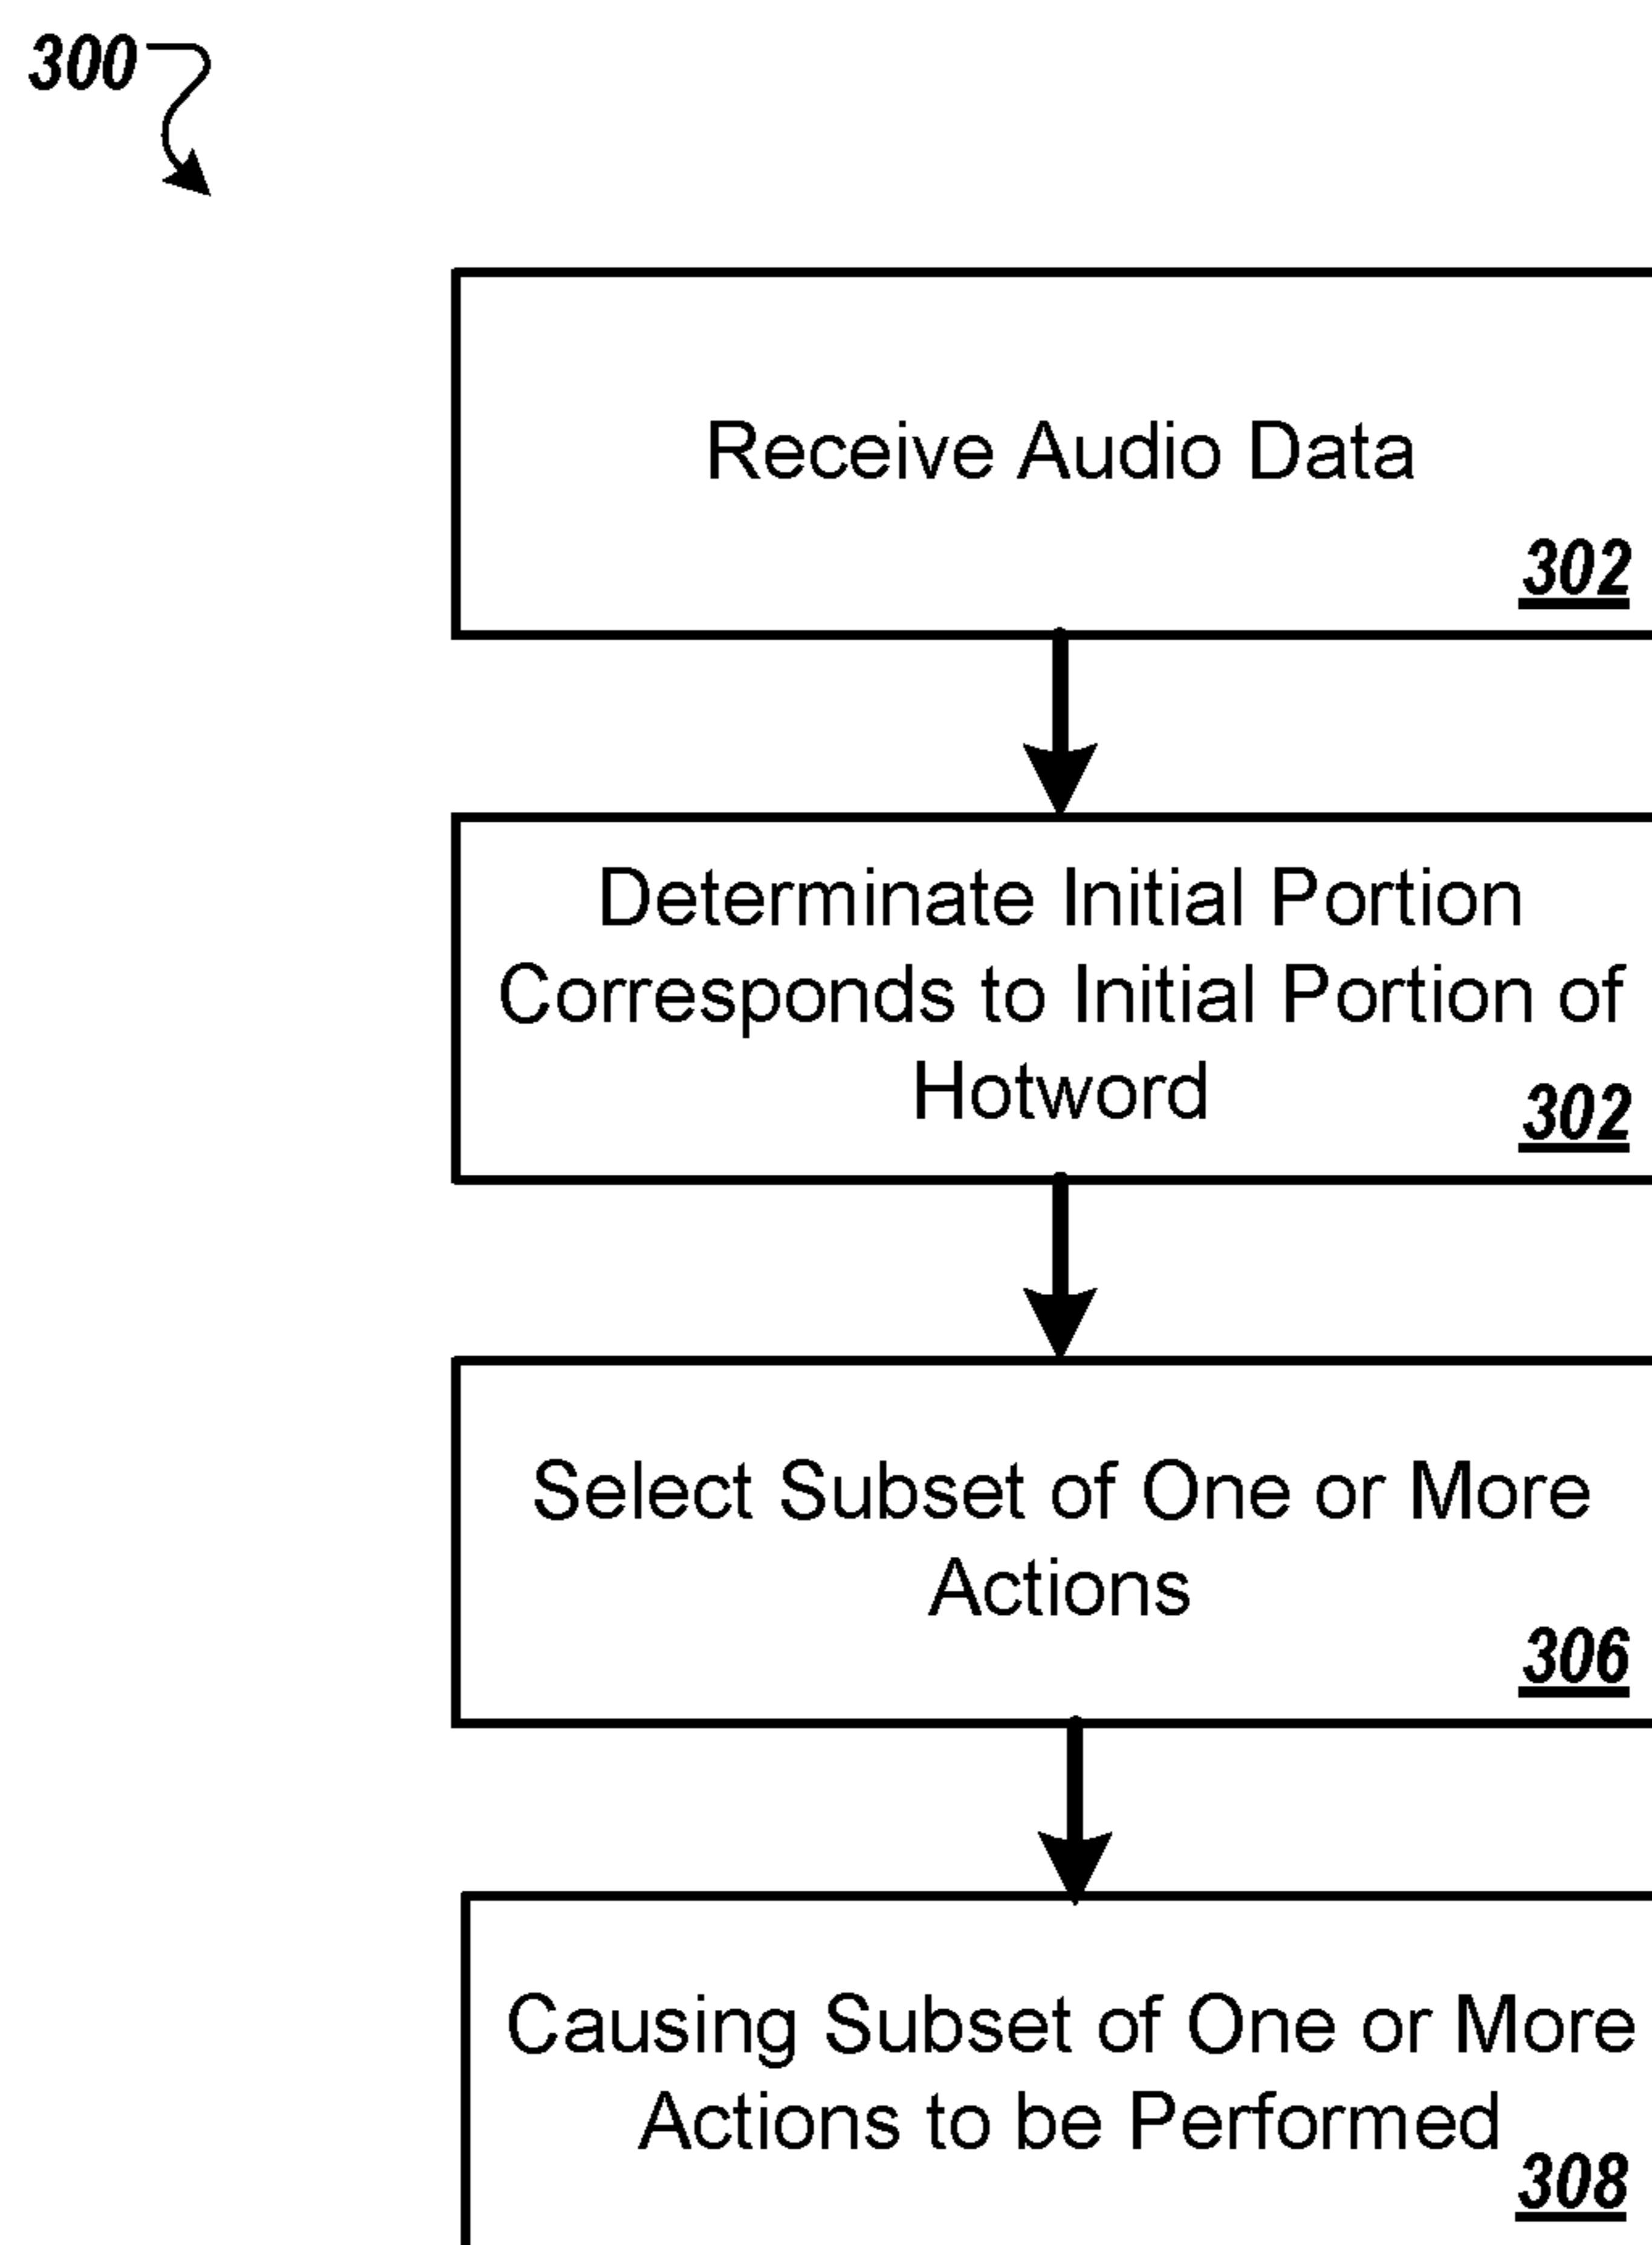 300
Receive Audio Data
302
Determinate Initial Portion
Corresponds to Initial Portion of
Hotword
302
Select Subset of One or More
Actions
306
Causing Subset of One or More
Actions to be Performed
308